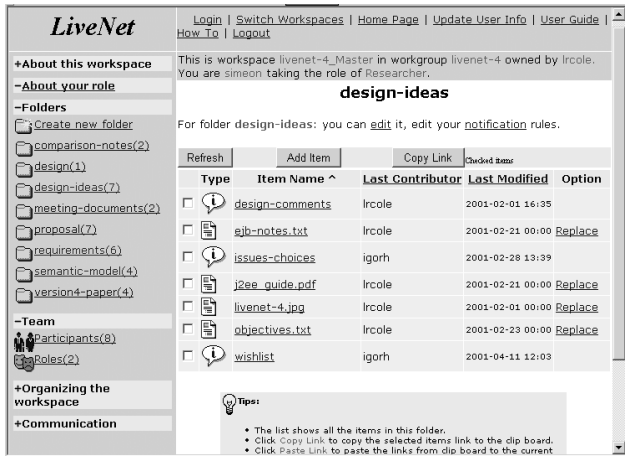 LiveNet
Login | Switch Workspaces | Home Page | Update User Info | User Guide |
How To | Logout
+About this workspace
−About your role
−Folders
Create new folder
comparison-notes(2)
design(1)
design-ideas(7)
meeting-documents(2)
proposal(7)
requirements(6)
semantic-model(4)
version4-paper(4)
−Team
Participants(8)
Roles(2)
+Organizing the
workspace
+Communication
This is workspace livenet-4_Master in workgroup livenet-4 owned by lrcole.
You are simeon taking the role of Researcher.
design-ideas
For folder design-ideas: you can edit it, edit your notification rules.
Refresh Add Item Copy Link Checked items
Type Item Name ^ Last Contributor Last Modified Option
design-comments lrcole 2001-02-01 16:35
ejb-notes.txt lrcole 2001-02-21 00:00 Replace
issues-choices igorh 2001-02-28 13:39
j2ee_guide.pdf lrcole 2001-02-21 00:00 Replace
livenet-4.jpg lrcole 2001-02-01 00:00 Replace
objectives.txt lrcole 2001-02-23 00:00 Replace
wishlist igorh 2001-04-11 12:03
Tips:
• The list shows all the items in this folder.
• Click Copy Link to copy the selected items link to the clip board.
• Click Paste Link to paste the links from clip board to the current